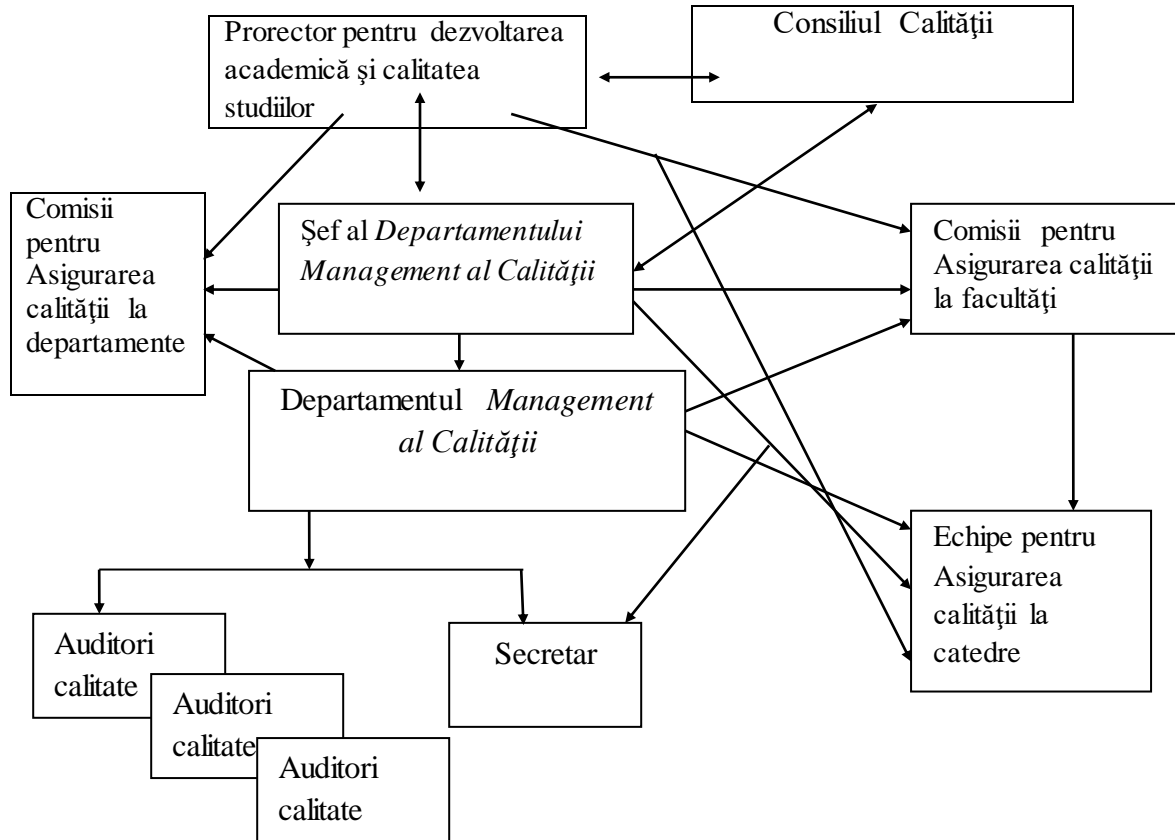 Prorector pentru dezvoltarea
academică şi calitatea
studiilor
Consiliul Calităţii
Comisii
pentru
Asigurarea
calităţii la
departamente
Şef al Departamentului
Management al Calităţii
Comisii pentru
Asigurarea calităţii
la facultăţi
Departamentul Management
al Calităţii
Echipe pentru
Asigurarea
calităţii la
catedre
Auditori
calitate
Auditori
calitate
Auditori
calitate
Secretar